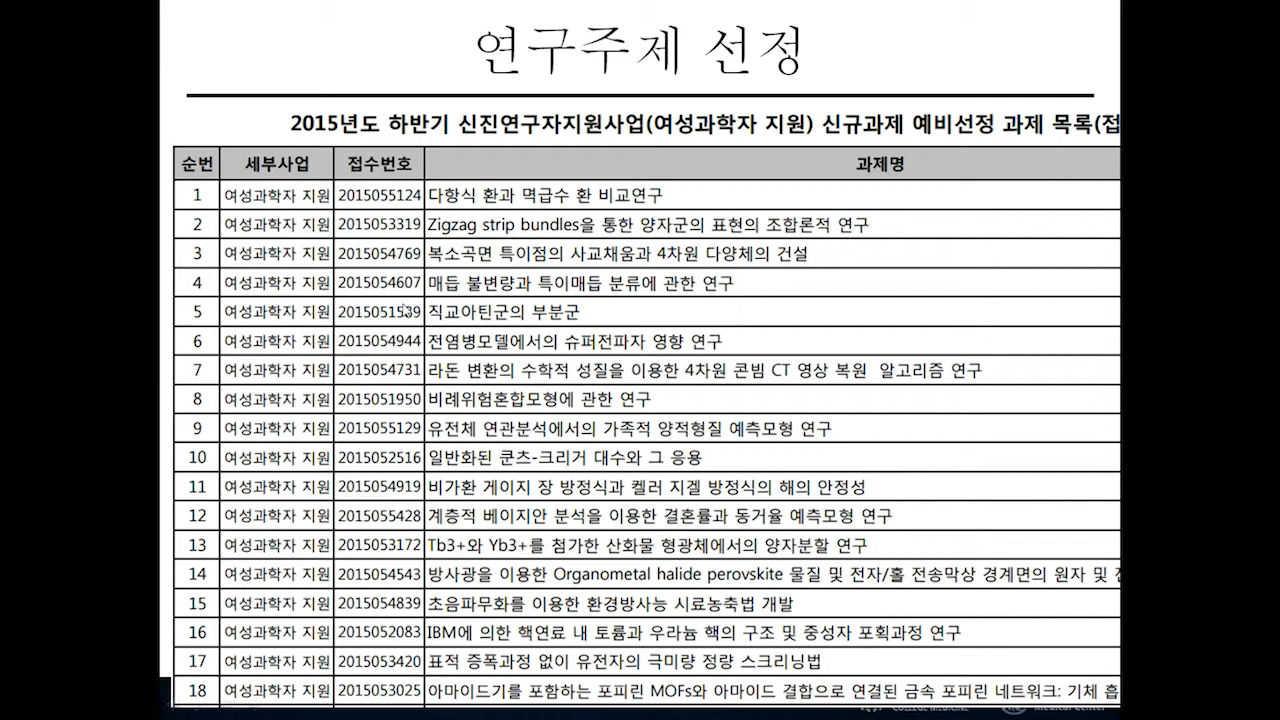 연구주제 선정
2015년도 하반기 신진연구자지원사업(여성과학자 지원) 신규과제 예비선정 과제 목록(접
순번 세부사업 접수번호 과제명
1 여성과학자 지원 2015055124 다항식 환과 멱급수 환 비교연구
2 여성과학자 지원 2015053319 Zigzag strip bundles을 통한 양자군의 표현의 조합론적 연구
3 여성과학자 지원 2015054769 복소곡면 특이점의 사교채움과 4차원 다양체의 건설
4 여성과학자 지원 2015054607 매듭 불변량과 특이매듭 분류에 관한 연구
5 여성과학자 지원 직교아틴군의 부분군
6 여성과학자 지원 2015054944 전염병모델에서의 슈퍼전파자 영향 연구
7 여성과학자 지원 2015054731 라돈 변환의 수학적 성질을 이용한 4차원 콘빔 CT 영상 복원 알고리즘 연구
8 여성과학자 지원 2015051950 비례위험혼합모형에 관한 연구
9 여성과학자 지원 2015055129 유전체 연관분석에서의 가족적 양적형질 예측모형 연구
10 여성과학자 지원 2015052516 일반화된 쿤츠-크리거 대수와 그 응용
11 여성과학자 지원 2015054919 비가환 게이지 장 방정식과 켈러 지겔 방정식의 해의 안정성
12 여성과학자 지원 2015055428 계층적 베이지안 분석을 이용한 결혼률과 동거율 예측모형 연구
13 여성과학자 지원 2015053172 Tb3+와 Yb3+를 첨가한 산화물 형광체에서의 양자분할 연구
14 여성과학자 지원 2015054543 방사광을 이용한 Organometal halide perovskite 물질 및 전자/홀 전송막상 경계면의 원자 및
15 여성과학자 지원 2015054839 초음파무화를 이용한 환경방사능 시료농축법 개발
16 여성과학자 지원 2015052083 IBM에 의한 핵연료 내 토륨과 우라늄 핵의 구조 및 중성자 포획과정 연구
17 여성과학자 지원 2015053420 표적 증폭과정 없이 유전자의 극미량 정량 스크리닝법
18 여성과학자 지원 2015053025 아마이드기를 포함하는 포피린 MOFs와 아마이드 결합으로 연결된 금속 포피린 네트워크: 기체 흡